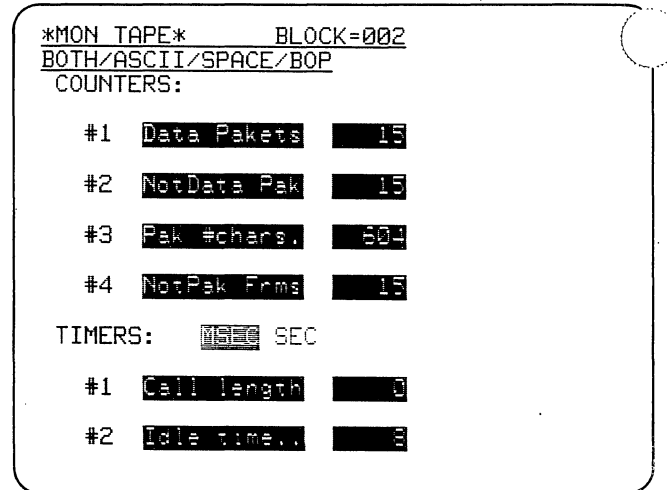 *MON TAPE* BLOCK=002
BOTH/ASCII/SPACE/BOP
COUNTERS:
#1 Data Pakets 15
#2 NotData Pak 15
#3 Pak #chars. 604
#4 NotPak Frms 15
TIMERS: MSEC SEC
#1 Call length 0
#2 Idle time.. 8